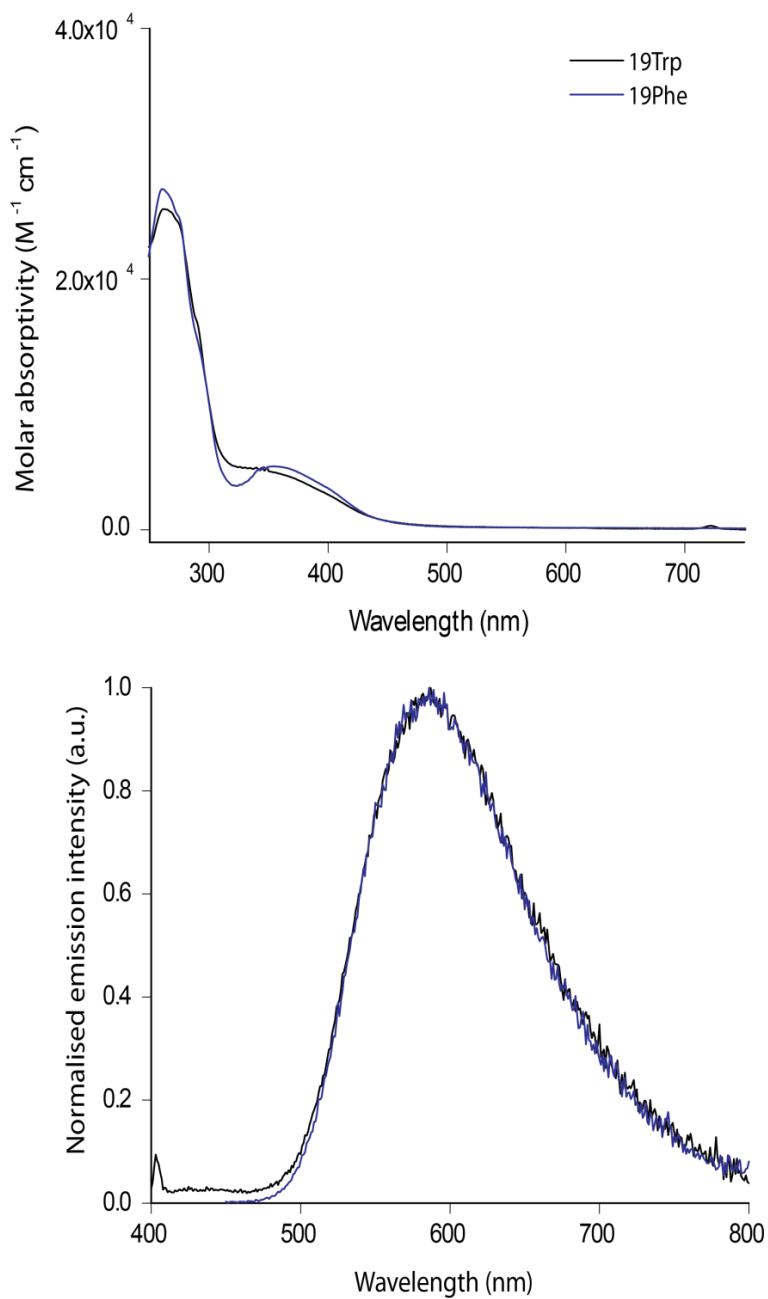 4.0x10 4
19Trp
19Phe
Molar absorptivity (M -1 cm -1)
2.0x10 4
0.0
300 400 500 600 700
Wavelength (nm)
1.0
Normalised emission intensity (a.u.)
0.8
0.6
0.4
0.2
0.0
400 500 600 700 800
Wavelength (nm)